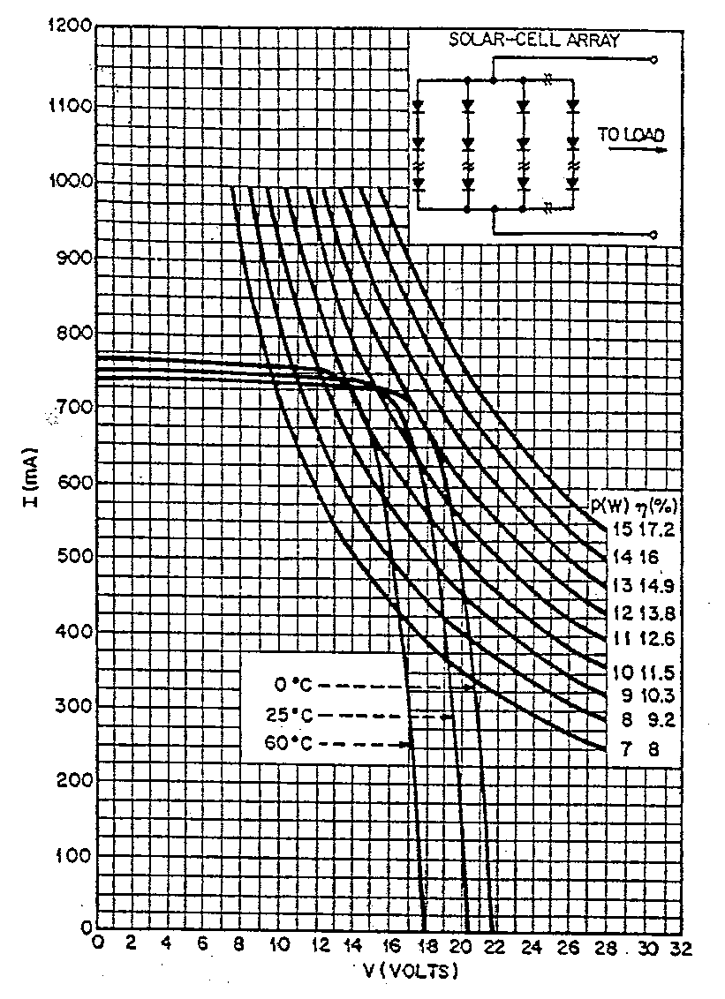 SOLAR-CELL ARRAY
TO LOAD
1200
1100
1000
900
800
700
600
500
400
300
200
100
0
I (mA)
P(W) η(%)
15 17.2
14 16
13 14.9
12 13.8
11 12.6
10 11.5
9 10.3
8 9.2
7 8
0 °C
25 °C
60 °C
0 2 4 6 8 10 12 14 16 18 20 22 24 26 28 30 32
V (VOLTS)